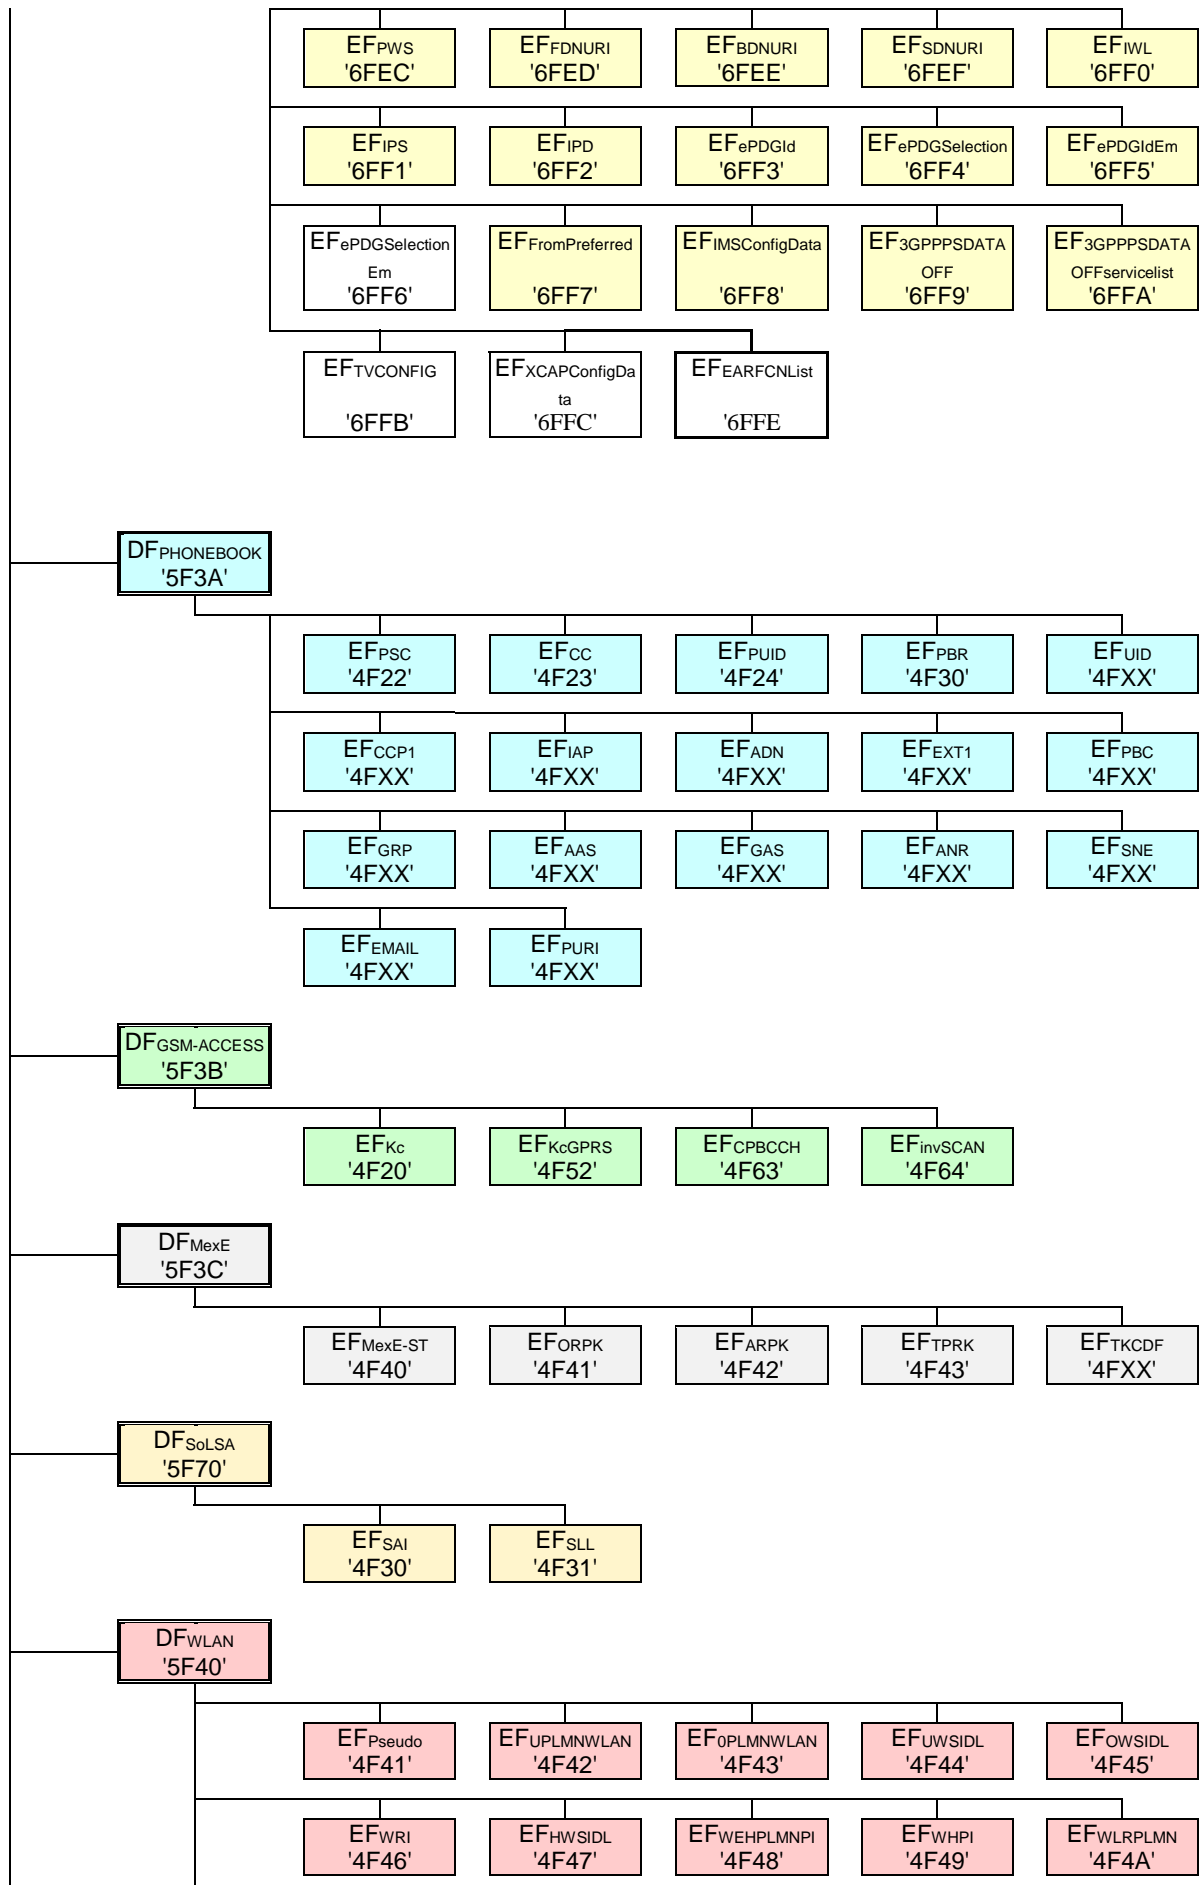 EFPWS EFFDNURI EFBDNURI EFSDNURI EFIWL
'6FEC' '6FED' '6FEE' '6FEF' '6FF0'
EFIPS EFIPD EFePDGId EFePDGSelection EFePDGIdEm
'6FF1' '6FF2' '6FF3' '6FF4' '6FF5'
EFePDGSelection EFFromPreferred EFIMSConfigData EF3GPPPSDATA EF3GPPPSDATA
Em OFF OFFservicelist
'6FF6' '6FF7' '6FF8' '6FF9' '6FFA'
EFTVCONFIG EFXCAPConfigDa EFEARFCNList
ta
'6FFB' '6FFC' '6FFE
DFPHONEBOOK
'5F3A'
EFPSC EFCC EFPUID EFPBR EFUID
'4F22' '4F23' '4F24' '4F30' '4FXX'
EFCCP1 EFIAP EFADN EFEXT1 EFPBC
'4FXX' '4FXX' '4FXX' '4FXX' '4FXX'
EFGRP EFAAS EFGAS EFANR EFSNE
'4FXX' '4FXX' '4FXX' '4FXX' '4FXX'
EFEMAIL EFPURI
'4FXX' '4FXX'
DFGSM-ACCESS
'5F3B'
EFKc EFKcGPRS EFCPBCCH EFinvSCAN
'4F20' '4F52' '4F63' '4F64'
DFMexE
'5F3C'
EFMexE-ST EFORPK EFARPK EFTPRK EFTKCDF
'4F40' '4F41' '4F42' '4F43' '4FXX'
DFSoLSA
'5F70'
EFSAI EFSLL
'4F30' '4F31'
DFWLAN
'5F40'
EFPseudo EFUPLMNWLAN EF0PLMNWLAN EFUWSIDL EFOWSIDL
'4F41' '4F42' '4F43' '4F44' '4F45'
EFWRI EFHWSIDL EFWEHPLMNPI EFWHPI EFWLRPLMN
'4F46' '4F47' '4F48' '4F49' '4F4A'